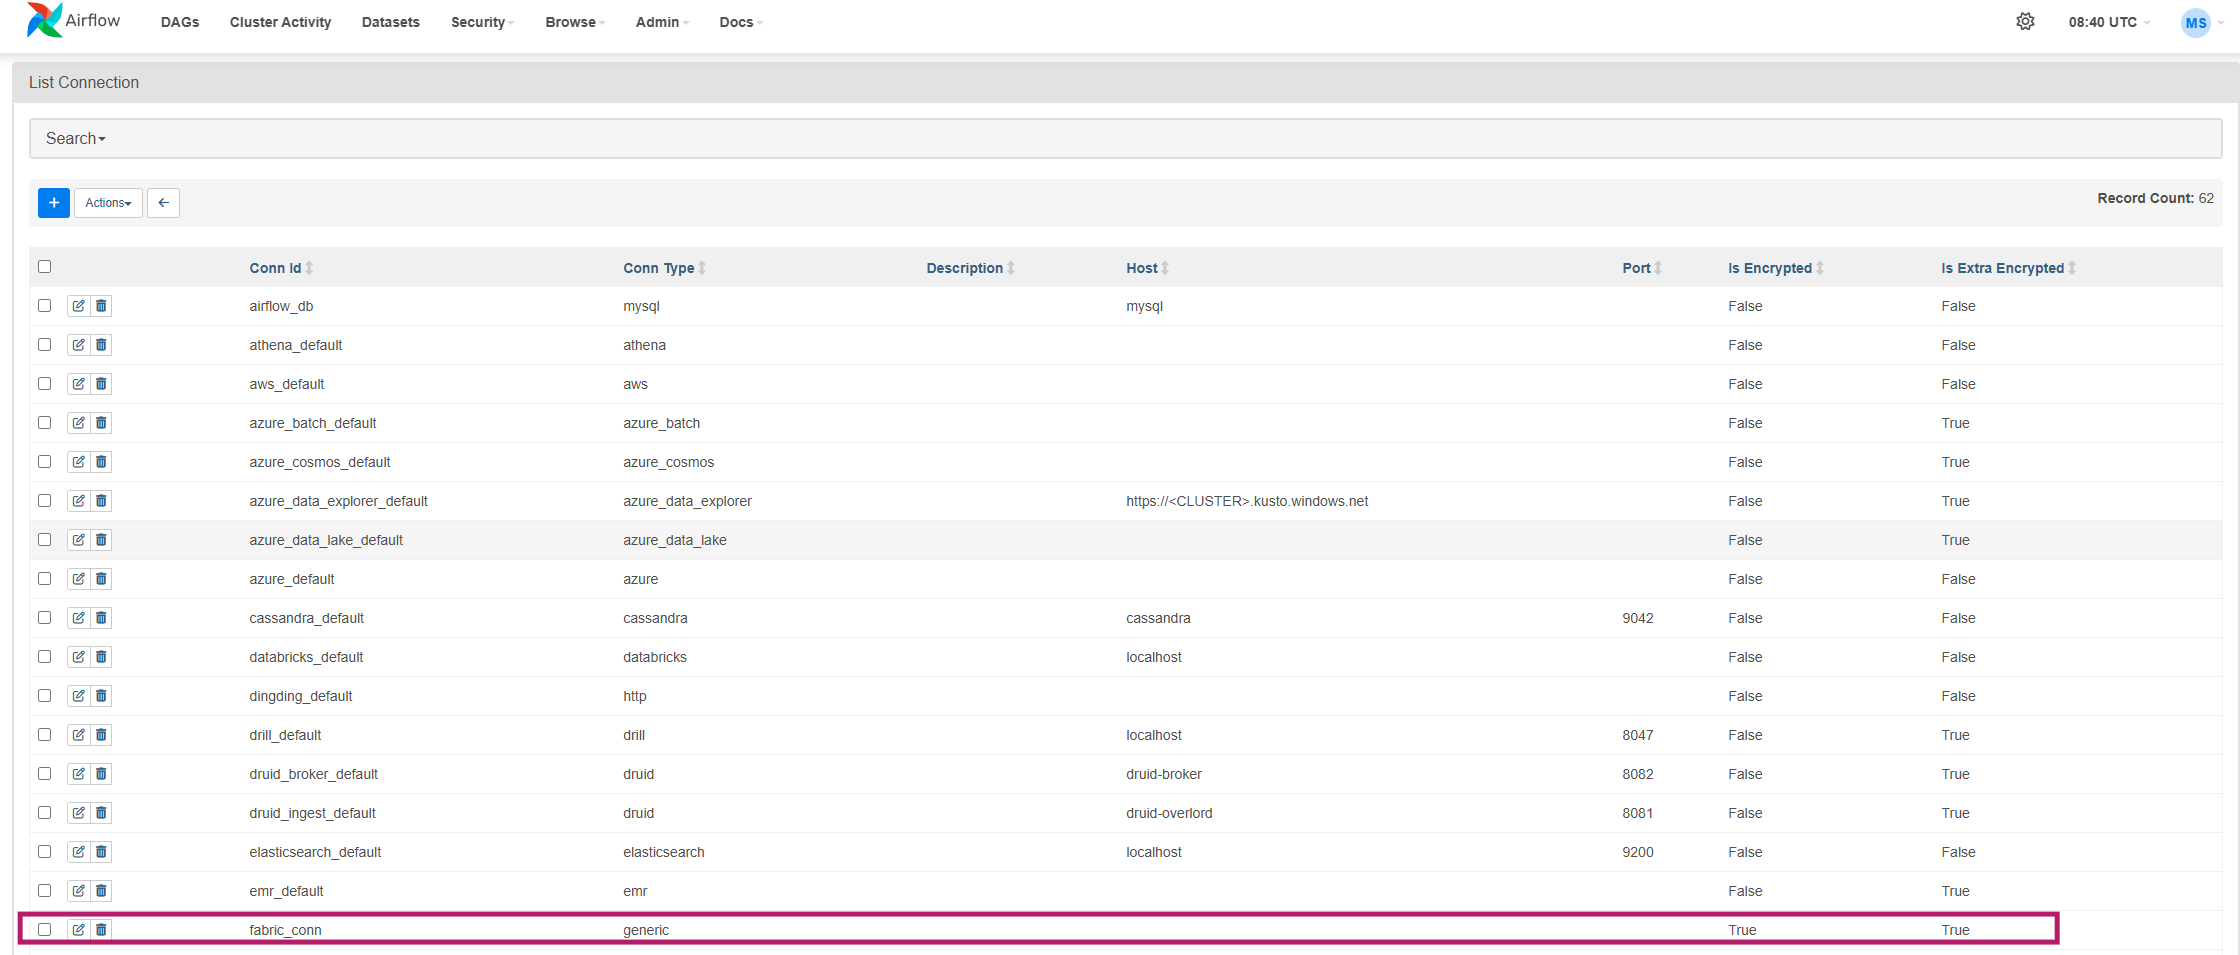 Airflow DAGs Cluster Activity Datasets Security Browse Admin Docs 08:40 UTC MS
List Connection
Search
+ Actions Record Count: 62
Conn Id Conn Type Description Host Port Is Encrypted Is Extra Encrypted
airflow_db mysql mysql False False
athena_default athena False False
aws_default aws False False
azure_batch_default azure_batch False True
azure_cosmos_default azure_cosmos False True
azure_data_explorer_default azure_data_explorer https://<CLUSTER>.kusto.windows.net False True
azure_data_lake_default azure_data_lake False True
azure_default azure False False
cassandra_default cassandra cassandra 9042 False False
databricks_default databricks localhost False False
dingding_default http False False
drill_default drill localhost 8047 False True
druid_broker_default druid druid-broker 8082 False True
druid_ingest_default druid druid-overlord 8081 False True
elasticsearch_default elasticsearch localhost 9200 False False
emr_default emr False True
fabric_conn generic True True